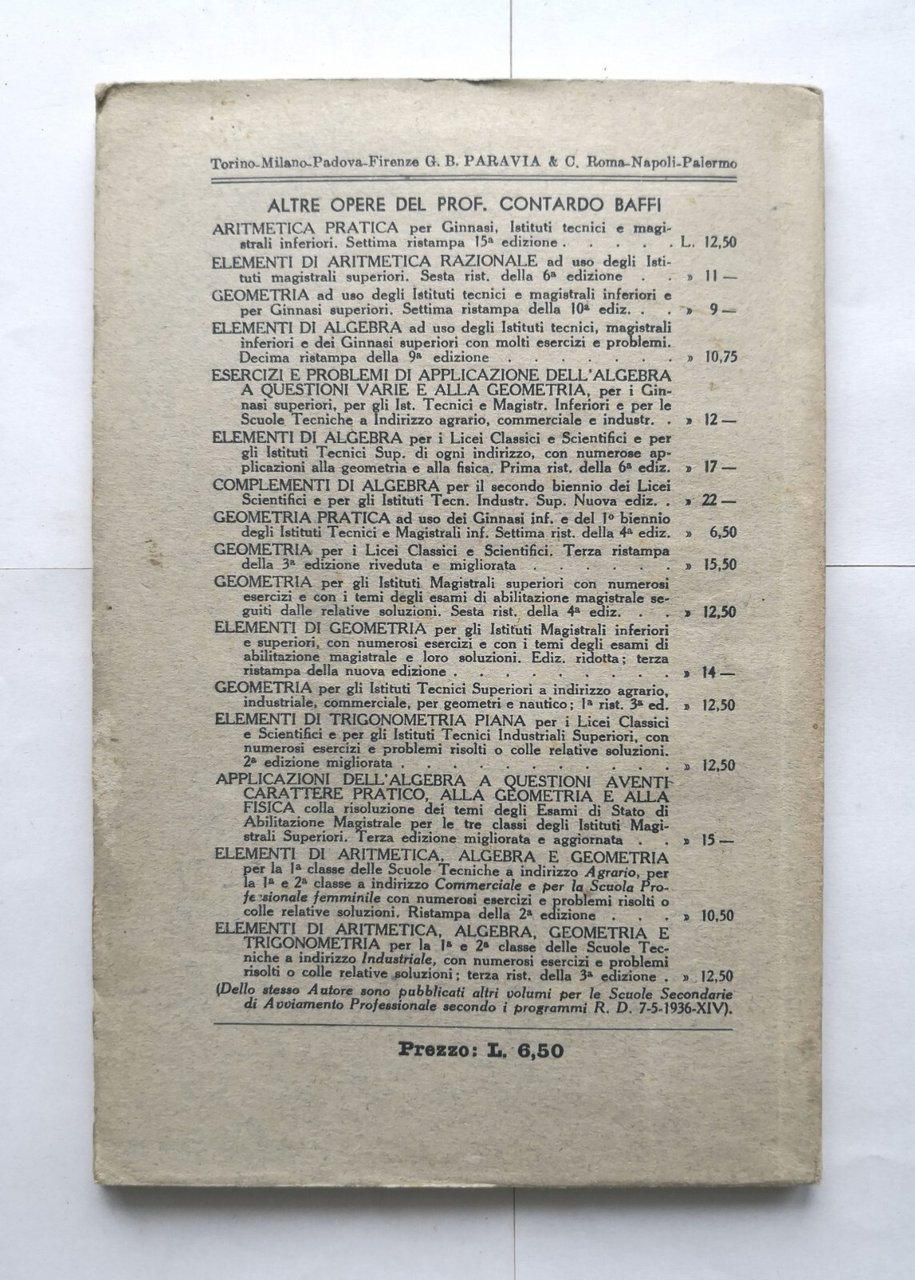 Torino-Milano-Padova-Firenze G. B. PARAVIA & C. Roma-Napoli-Palermo
ALTRE OPERE DEL PROF. CONTARDO BAFFI
ARITMETICA PRATICA per Ginnasi, Istituti tecnici e magi-
strali inferiori. Settima ristampa 15ª edizione . . . . . L. 12,50
ELEMENTI DI ARITMETICA RAZIONALE ad uso degli Isti-
tuti magistrali superiori. Sesta rist. della 6ª edizione . . » 11 —
GEOMETRIA ad uso degli Istituti tecnici e magistrali inferiori e
per Ginnasi superiori. Settima ristampa della 10ª ediz. . . » 9 —
ELEMENTI DI ALGEBRA ad uso degli Istituti tecnici, magistrali
inferiori e dei Ginnasi superiori con molti esercizi e problemi.
Decima ristampa della 9ª edizione . . . . . . . » 10,75
ESERCIZI E PROBLEMI DI APPLICAZIONE DELL'ALGEBRA
A QUESTIONI VARIE E ALLA GEOMETRIA, per i Gin-
nasi superiori, per gli Ist. Tecnici e Magistr. Inferiori e per le
Scuole Tecniche a Indirizzo agrario, commerciale e industr. . » 12 —
ELEMENTI DI ALGEBRA per i Licei Classici e Scientifici e per
gli Istituti Tecnici Sup. di ogni indirizzo, con numerose ap-
plicazioni alla geometria e alla fisica. Prima rist. della 6ª ediz. » 17 —
COMPLEMENTI DI ALGEBRA per il secondo biennio dei Licei
Scientifici e per gli Istituti Tecn. Industr. Sup. Nuova ediz. . » 22 —
GEOMETRIA PRATICA ad uso dei Ginnasi inf. e del 1º biennio
degli Istituti Tecnici e Magistrali inf. Settima rist. della 4ª ediz. » 6,50
GEOMETRIA per i Licei Classici e Scientifici. Terza ristampa
della 3ª edizione riveduta e migliorata . . . . . . » 15,50
GEOMETRIA per gli Istituti Magistrali superiori con numerosi
esercizi e con i temi degli esami di abilitazione magistrale se-
guiti dalle relative soluzioni. Sesta rist. della 4ª ediz. . . » 12,50
ELEMENTI DI GEOMETRIA per gli Istituti Magistrali inferiori
e superiori, con numerosi esercizi e con i temi degli esami di
abilitazione magistrale e loro soluzioni. Ediz. ridotta; terza
ristampa della nuova edizione . . . . . . . . . » 14 —
GEOMETRIA per gli Istituti Tecnici Superiori a indirizzo agrario,
industriale, commerciale, per geometri e nautico; 1ª rist. 3ª ed. » 12,50
ELEMENTI DI TRIGONOMETRIA PIANA per i Licei Classici
e Scientifici e per gli Istituti Tecnici Industriali Superiori, con
numerosi esercizi e problemi risolti o colle relative soluzioni.
2ª edizione migliorata . . . . . . . . . . . » 12,50
APPLICAZIONI DELL'ALGEBRA A QUESTIONI AVENTI
CARATTERE PRATICO, ALLA GEOMETRIA E ALLA
FISICA colla risoluzione dei temi degli Esami di Stato di
Abilitazione Magistrale per le tre classi degli Istituti Magi-
strali Superiori. Terza edizione migliorata e aggiornata . . » 15 —
ELEMENTI DI ARITMETICA, ALGEBRA E GEOMETRIA
per la 1ª classe delle Scuole Tecniche a indirizzo Agrario, per
la 1ª e 2ª classe a indirizzo Commerciale e per la Scuola Pro-
fessionale femminile con numerosi esercizi e problemi risolti o
colle relative soluzioni. Ristampa della 2ª edizione . . . » 10,50
ELEMENTI DI ARITMETICA, ALGEBRA, GEOMETRIA E
TRIGONOMETRIA per la 1ª e 2ª classe delle Scuole Tec-
niche a indirizzo Industriale, con numerosi esercizi e problemi
risolti o colle relative soluzioni; terza rist. della 3ª edizione . » 12,50
(Dello stesso Autore sono pubblicati altri volumi per le Scuole Secondarie
di Avviamento Professionale secondo i programmi R. D. 7-5-1936-XIV).
Prezzo: L. 6,50